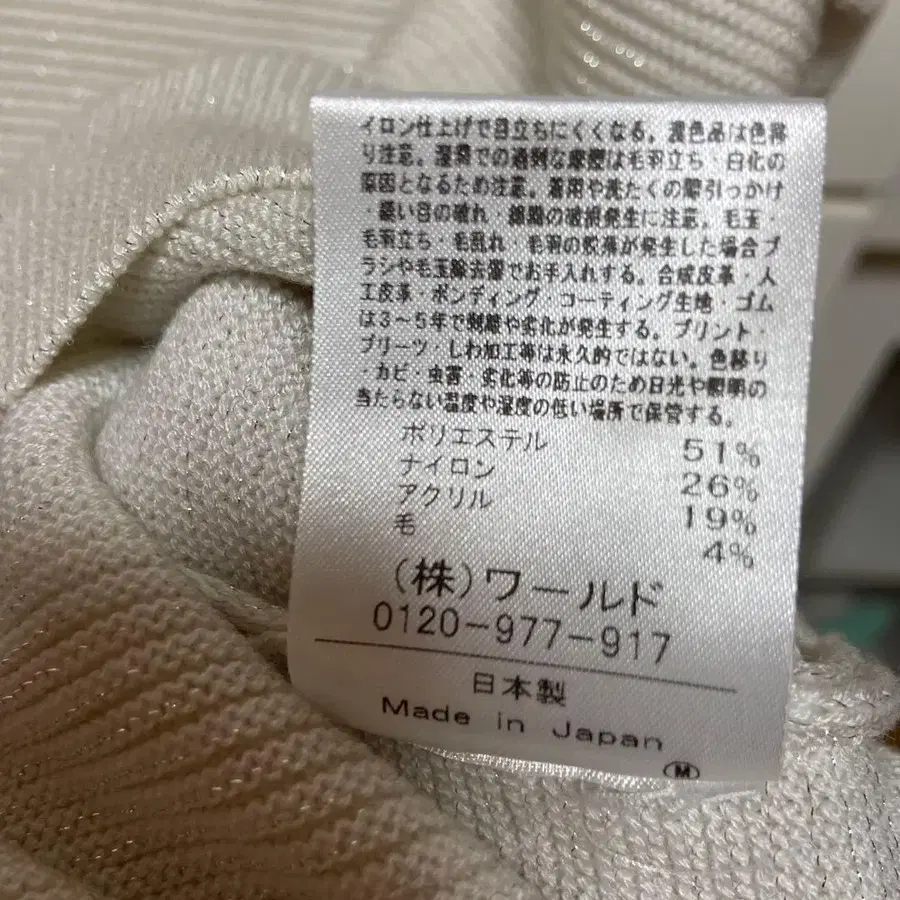 イロン仕上げで目立ちにくくなる。濃色品は色移
り注意。湿潤での過剰な摩擦は毛羽立ち・白化の
原因となるため注意。着用や洗たくの際引っかけ
・縫い目の破れ・の破損発生に注意。毛玉・
毛羽立ち・毛乱れ・毛羽の脱落が発生した場合ブ
ラシや毛玉除去器でお手入れする。合成皮革・人
工皮革・ボンディング・コーティング生地・ゴム
は3～5年で剥離や劣化が発生する。プリント・
プリーツ・しわ加工等は永久的ではない。色移り
・カビ・虫害・劣化等の防止のため日光や照明の
当たらない温度や湿度の低い場所で保管する。
ポリエステル 51%
ナイロン 26%
アクリル 19%
毛 4%
(株)ワールド
0120-977-917
日本製
Made in Japan
M